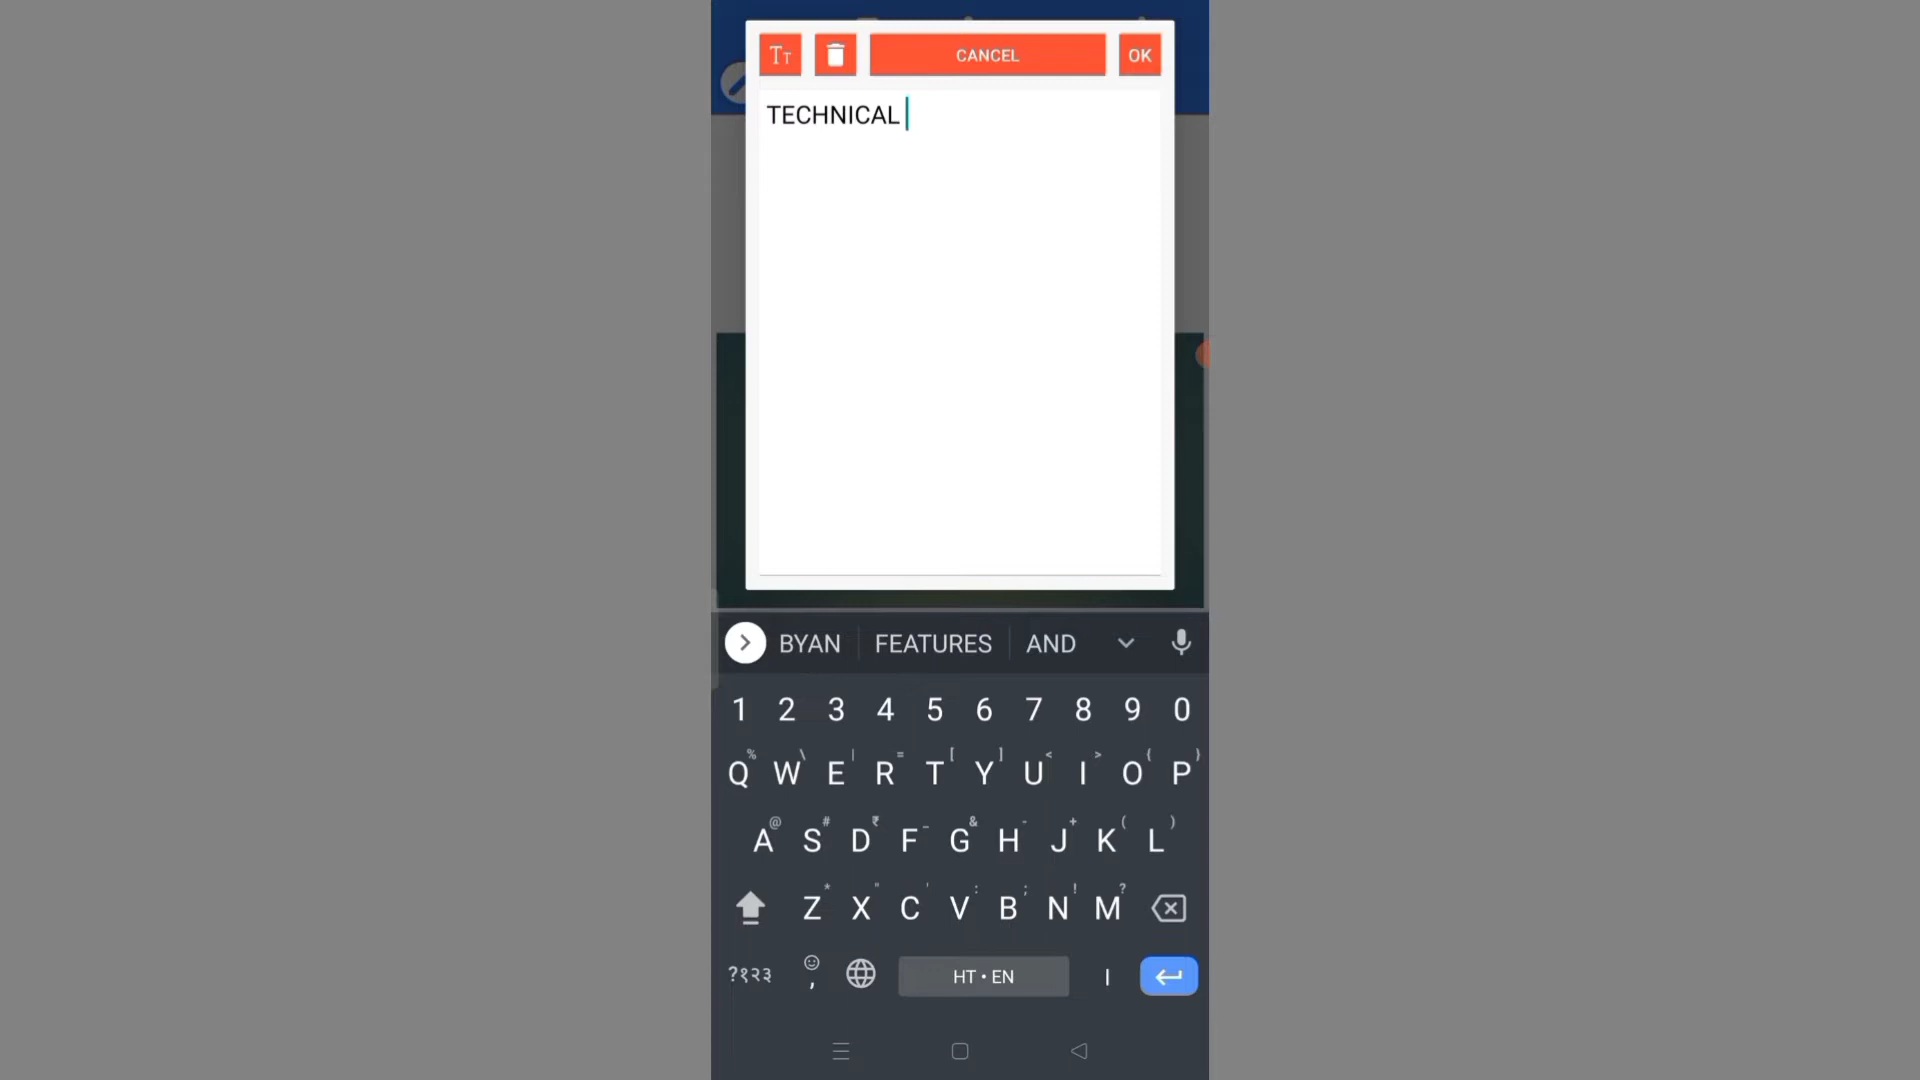 Tт CANCEL OK
TECHNICAL
BYAN FEATURES AND
1 2 3 4 5 6 7 8 9 0
% \ | = [ ] < > { }
Q W E R T Y U I O P
@ # ₹ _ & - + ( )
A S D F G H J K L
* " ' : ; ! ?
Z X C V B N M
?१२३ , HT • EN ।